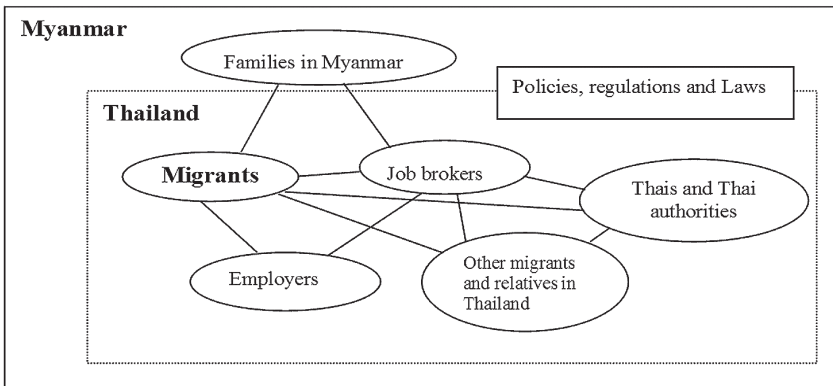 Myanmar
Families in Myanmar
Policies, regulations and Laws
Thailand
Migrants
Job brokers
Thais and Thai
authorities
Employers
Other migrants
and relatives in
Thailand